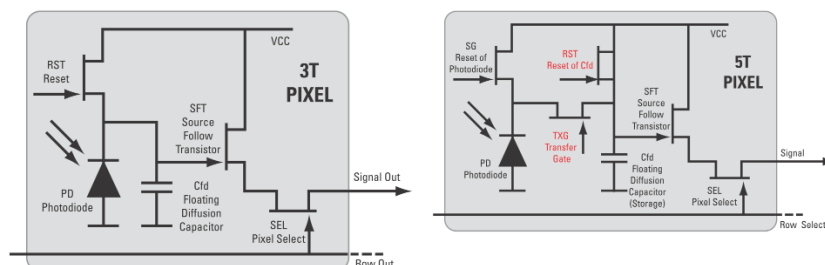 VCC
RST
Reset
3T
PIXEL
SFT
Source
Follow
Transistor
Signal Out
PD
Photodiode
Cfd
Floating
Diffusion
Capacitor
SEL
Pixel Select
Row Out
SG
Reset of
Photodiode
RST
Reset of Cfd
VCC
5T
PIXEL
SFT
Source Follow
Transistor
TXG
Transfer
Gate
PD
Photodiode
Cfd
Floating
Diffusion
Capacitor
(Storage)
Signal
SEL
Pixel Select
Row Select